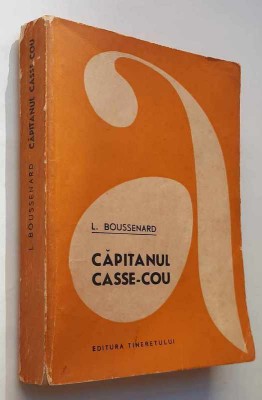 L. BOUSSENARD CĂPITANUL CASSE-COU
L. BOUSSENARD
CĂPITANUL
CASSE-COU
EDITURA TINERETULUI